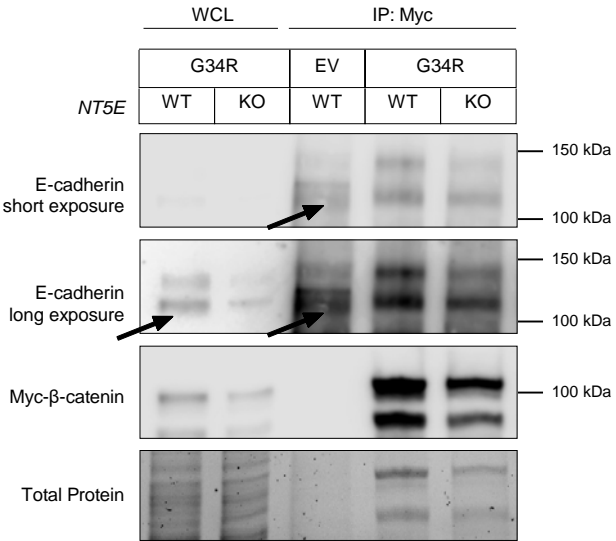 WCL IP: Myc
G34R EV G34R
NT5E WT KO WT WT KO
E-cadherin
short exposure
150 kDa
100 kDa
E-cadherin
long exposure
150 kDa
100 kDa
Myc-β-catenin
100 kDa
Total Protein